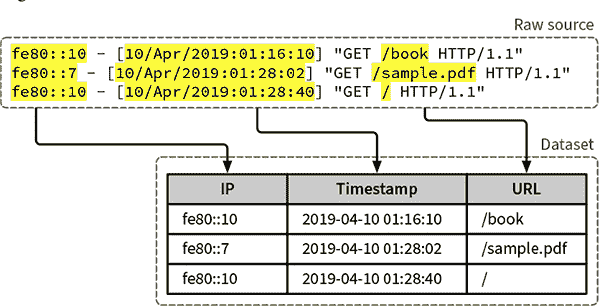 Raw source
fe80::10 - [10/Apr/2019:01:16:10] "GET /book HTTP/1.1"
fe80::7 - [10/Apr/2019:01:28:02] "GET /sample.pdf HTTP/1.1"
fe80::10 - [10/Apr/2019:01:28:40] "GET / HTTP/1.1"
Dataset
IP Timestamp URL
fe80::10 2019-04-10 01:16:10 /book
fe80::7 2019-04-10 01:28:02 /sample.pdf
fe80::10 2019-04-10 01:28:40 /